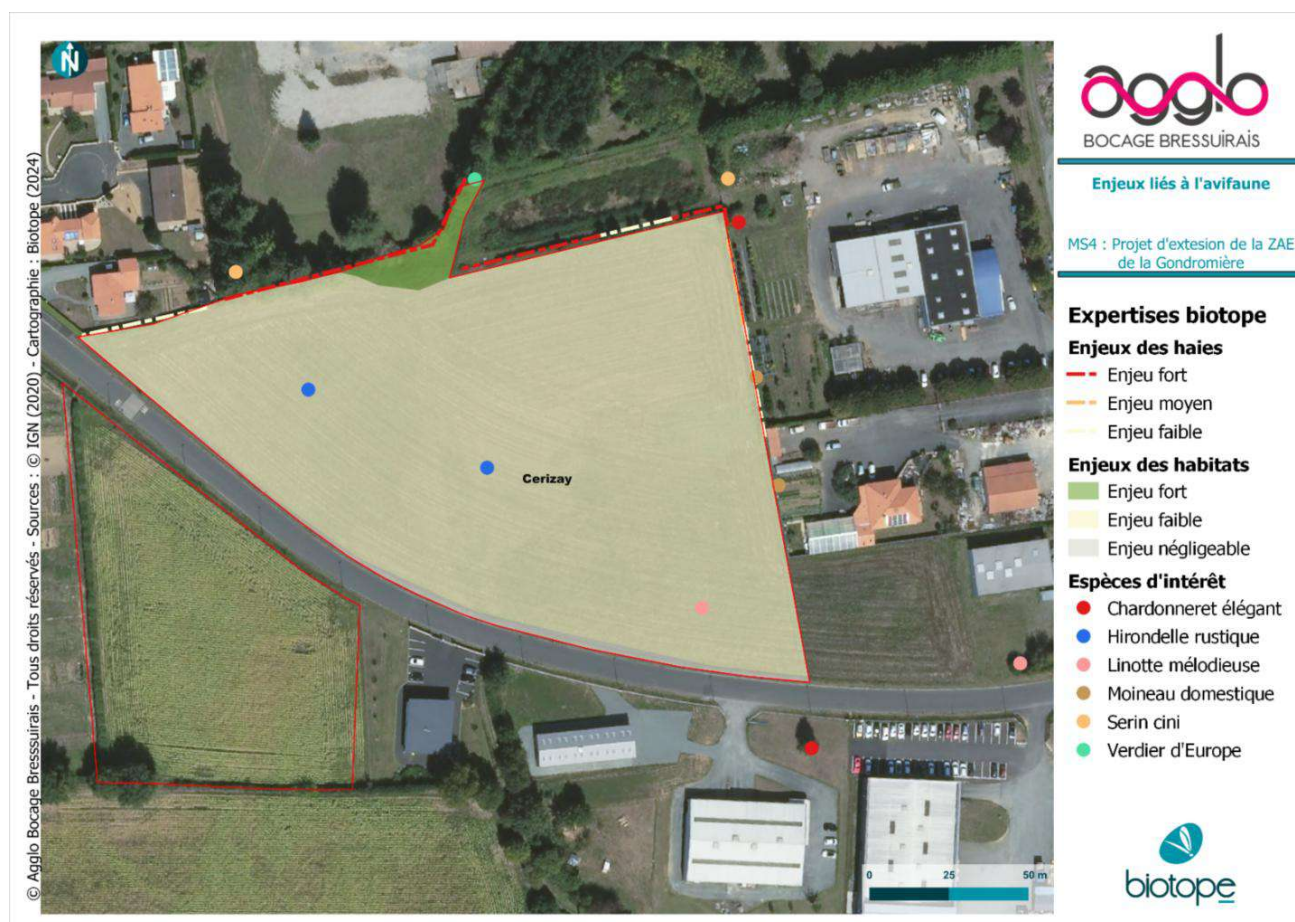 N
© Agglo Bocage Bressuirais - Tous droits réservés - Sources : © IGN (2020) - Cartographie : Biotope (2024)
Cerizay
0 25 50 m
agglo
BOCAGE BRESSUIRAIS
Enjeux liés à l'avifaune
MS4 : Projet d'extesion de la ZAE
de la Gondromière
Expertises biotope
Enjeux des haies
Enjeu fort
Enjeu moyen
Enjeu faible
Enjeux des habitats
Enjeu fort
Enjeu faible
Enjeu négligeable
Espèces d'intérêt
Chardonneret élégant
Hirondelle rustique
Linotte mélodieuse
Moineau domestique
Serin cini
Verdier d'Europe
biotope